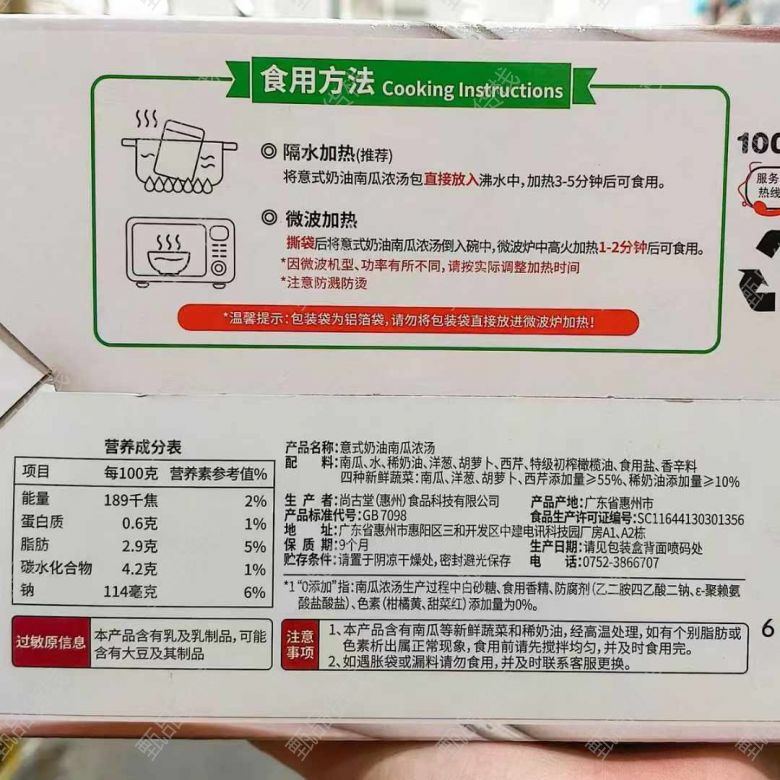 食用方法 Cooking Instructions
100
服务
热线
◎ 隔水加热(推荐)
将意式奶油南瓜浓汤包直接放入沸水中,加热3-5分钟后可食用。
◎ 微波加热
撕袋后将意式奶油南瓜浓汤倒入碗中,微波炉中高火加热1-2分钟后可食用。
*因微波机型、功率有所不同,请按实际调整加热时间
*注意防溅防烫
*温馨提示:包装袋为铝箔袋,请勿将包装袋直接放进微波炉加热!
营养成分表
项目 每100克 营养素参考值%
能量 189千焦 2%
蛋白质 0.6克 1%
脂肪 2.9克 5%
碳水化合物 4.2克 1%
钠 114毫克 6%
过敏原信息 本产品含有乳及乳制品,可能
含有大豆及其制品
产品名称:意式奶油南瓜浓汤
配 料:南瓜、水、稀奶油、洋葱、胡萝卜、西芹、特级初榨橄榄油、食用盐、香辛料
四种新鲜蔬菜:南瓜、洋葱、胡萝卜、西芹添加量≥55%、稀奶油添加量≥10%
生 产 者:尚古堂(惠州)食品科技有限公司 产品产地:广东省惠州市
产品标准代号:GB 7098 食品生产许可证编号:SC11644130301356
地 址:广东省惠州市惠阳区三和开发区中建电讯科技园厂房A1、A2栋
保 质 期:9个月 生产日期:请见包装盒背面喷码处
贮存条件:请置于阴凉干燥处,密封避光保存 电 话:0752-3866707
*1“0添加”指:南瓜浓汤生产过程中白砂糖、食用香精、防腐剂(乙二胺四乙酸二钠、ε-聚赖氨
酸盐酸盐)、色素(柑橘黄、甜菜红)添加量为0%。
注意
事项
1、本产品含有南瓜等新鲜蔬菜和稀奶油,经高温处理,如有个别脂肪或
色素析出属正常现象,食用前请先搅拌均匀,并及时食用完。
2、如遇胀袋或漏料请勿食用,并及时联系客服更换。
6